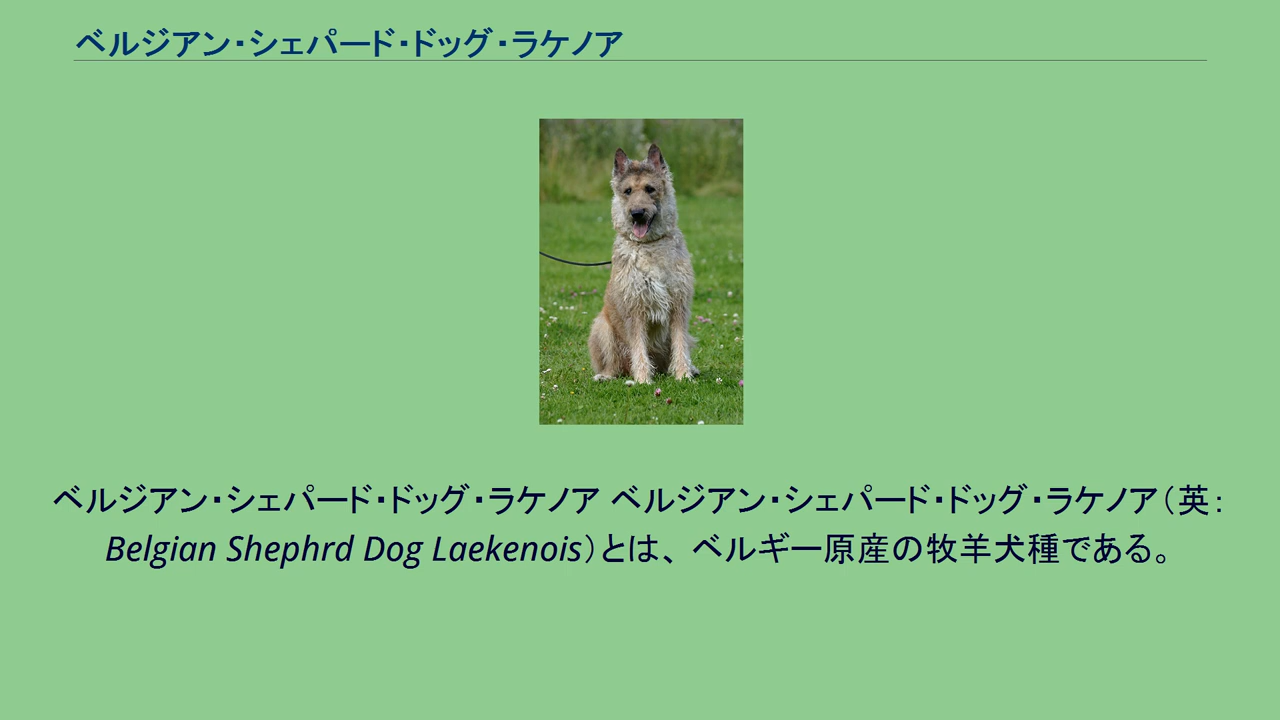 ベルジアン・シェパード・ドッグ・ラケノア
ベルジアン・シェパード・ドッグ・ラケノア ベルジアン・シェパード・ドッグ・ラケノア（英：
Belgian Shephrd Dog Laekenois）とは、ベルギー原産の牧羊犬種である。